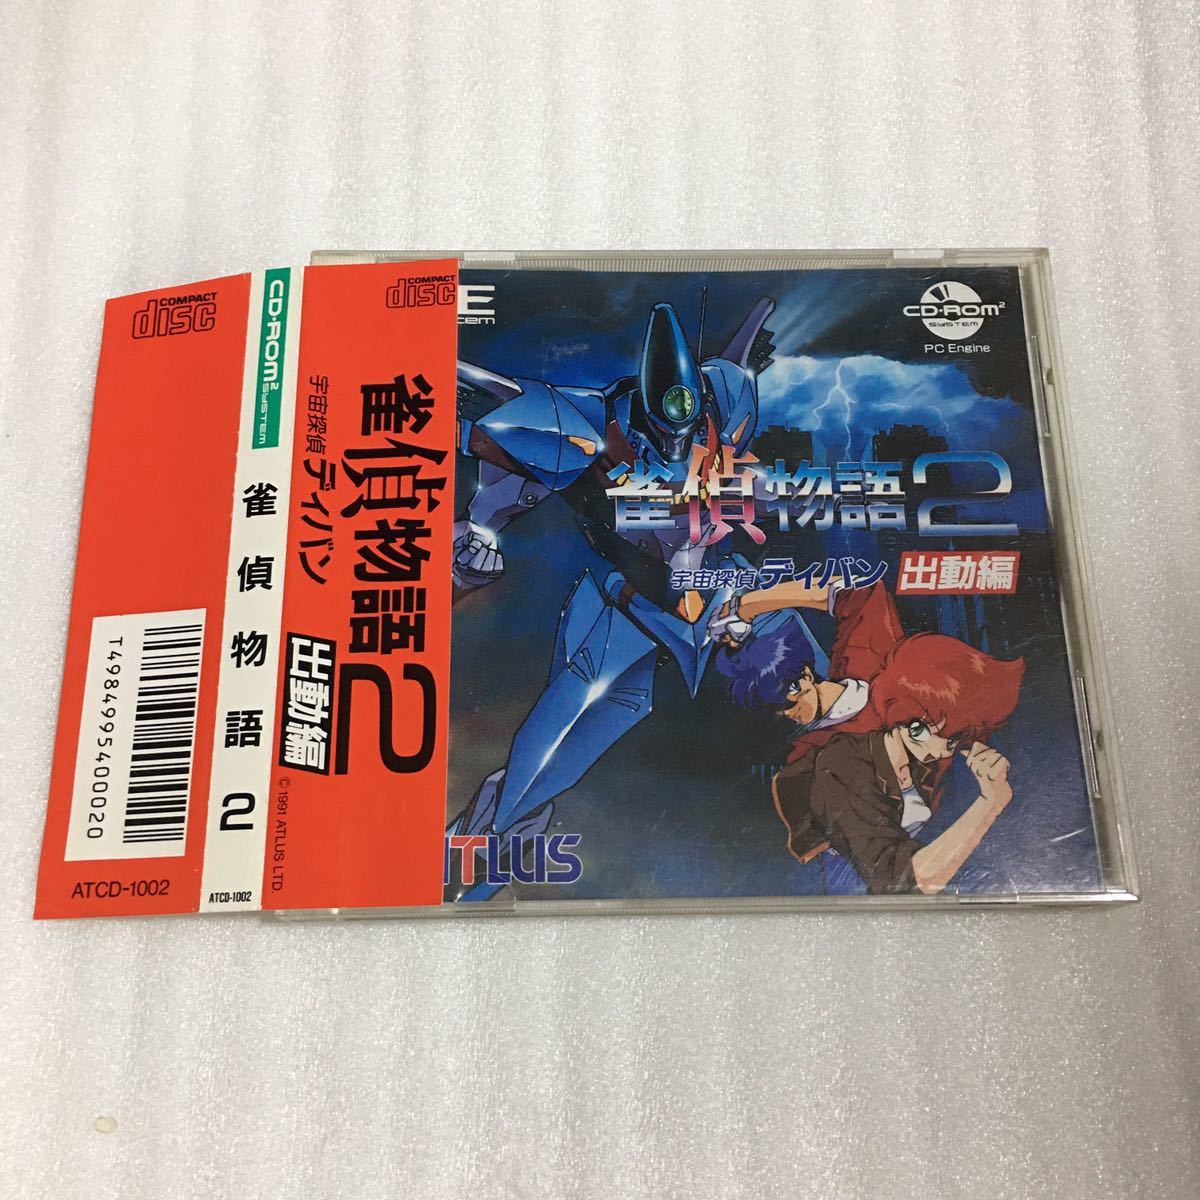 COMPACT
disc
T4984995400020
ATCD-1002
CD-ROM²
SYSTEM
雀偵物語2
ATCD-1002
COMPACT
disc
雀偵物語2
宇宙探偵ディバン
出動編
©1991 ATLUS LTD.
CD-ROM²
SYSTEM
PC Engine
雀偵物語2
宇宙探偵ディバン 出動編